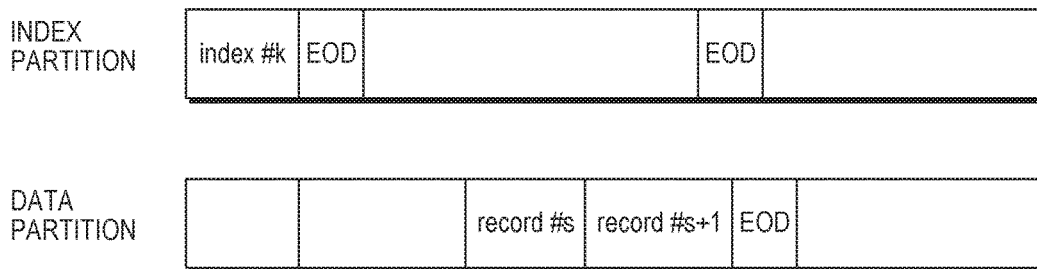 INDEX
PARTITION
index #k EOD EOD
DATA
PARTITION
record #s record #s+1 EOD